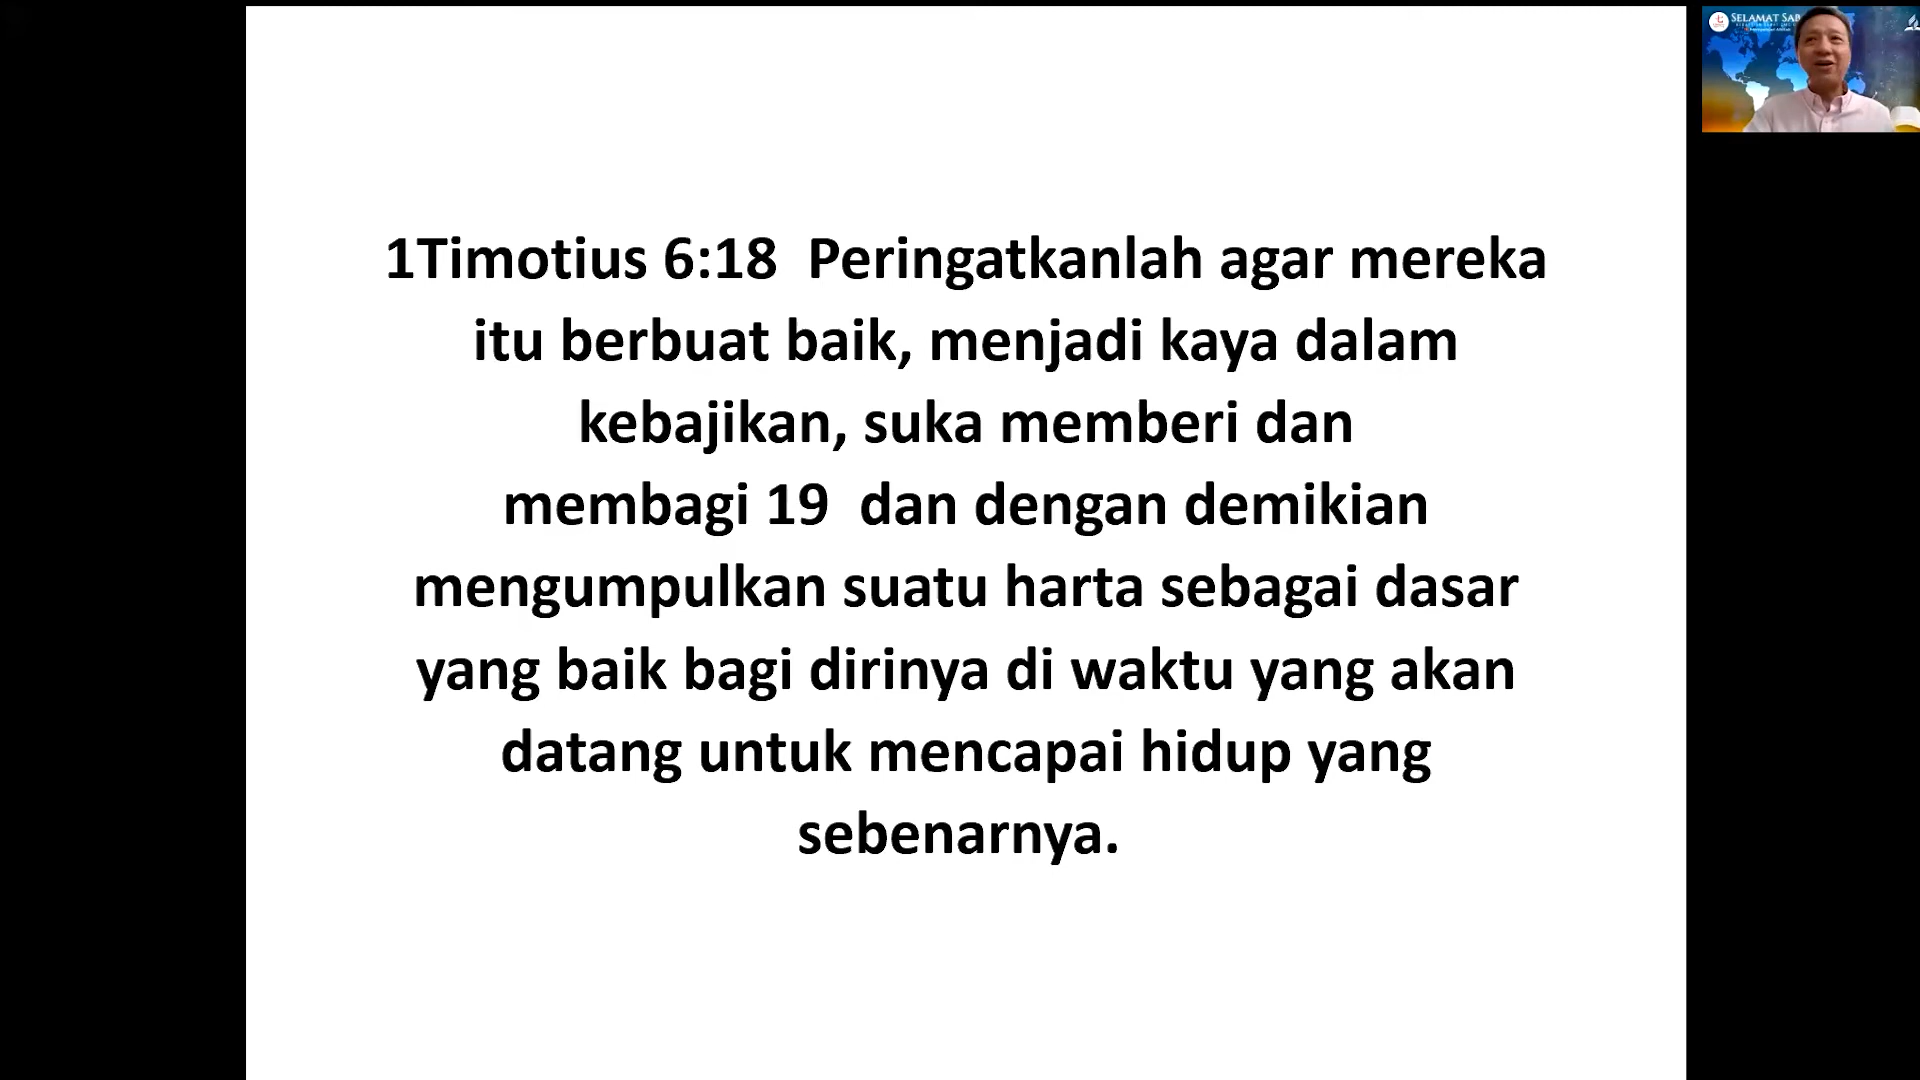 1Timotius 6:18  Peringatkanlah agar mereka
itu berbuat baik, menjadi kaya dalam
kebajikan, suka memberi dan
membagi 19  dan dengan demikian
mengumpulkan suatu harta sebagai dasar
yang baik bagi dirinya di waktu yang akan
datang untuk mencapai hidup yang
sebenarnya.
SELAMAT SAB